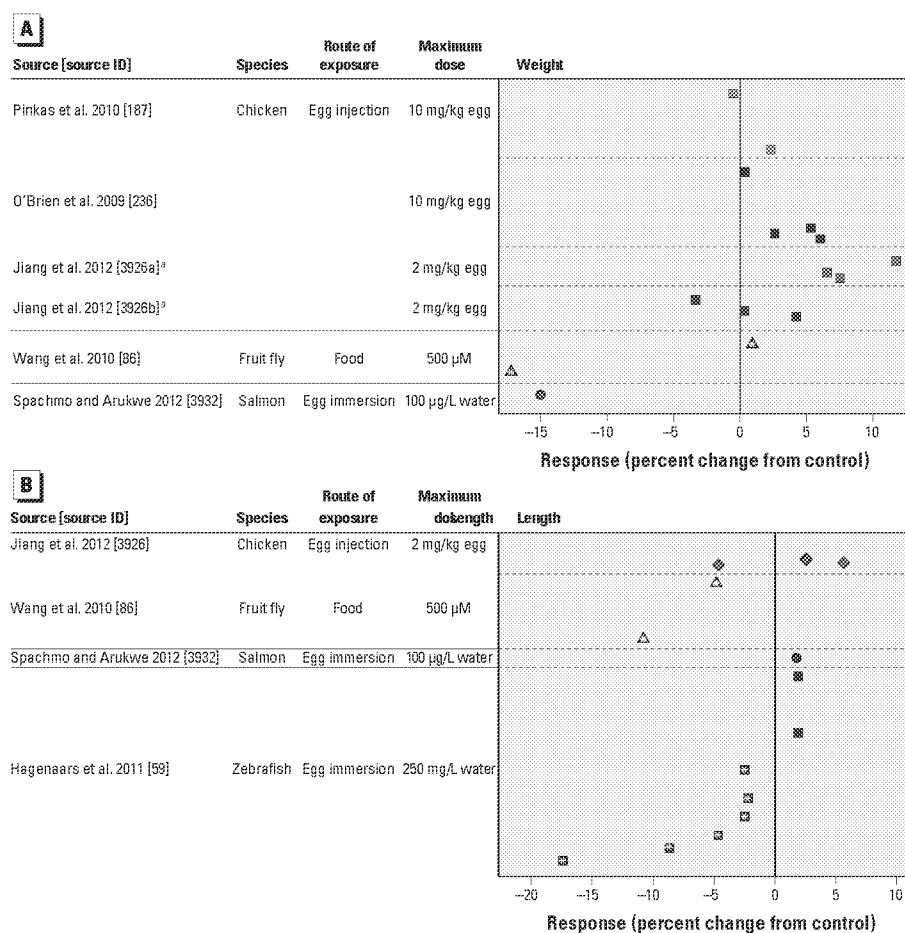 A
Source [source ID] Species Route of exposure Maximum dose Weight
Pinkas et al. 2010 [187] Chicken Egg injection 10 mg/kg egg
O'Brien et al. 2009 [236] 10 mg/kg egg
Jiang et al. 2012 [3926a]a 2 mg/kg egg
Jiang et al. 2012 [3926b]a 2 mg/kg egg
Wang et al. 2010 [86] Fruit fly Food 500 µM
Spachmo and Arukwe 2012 [3932] Salmon Egg immersion 100 µg/L water
–15 –10 –5 0 5 10
Response (percent change from control)
B
Source [source ID] Species Route of exposure Maximum dokength Length
Jiang et al. 2012 [3926] Chicken Egg injection 2 mg/kg egg
Wang et al. 2010 [86] Fruit fly Food 500 µM
Spachmo and Arukwe 2012 [3932] Salmon Egg immersion 100 µg/L water
Hagenaars et al. 2011 [59] Zebrafish Egg immersion 250 mg/L water
–20 –15 –10 –5 0 5 10
Response (percent change from control)